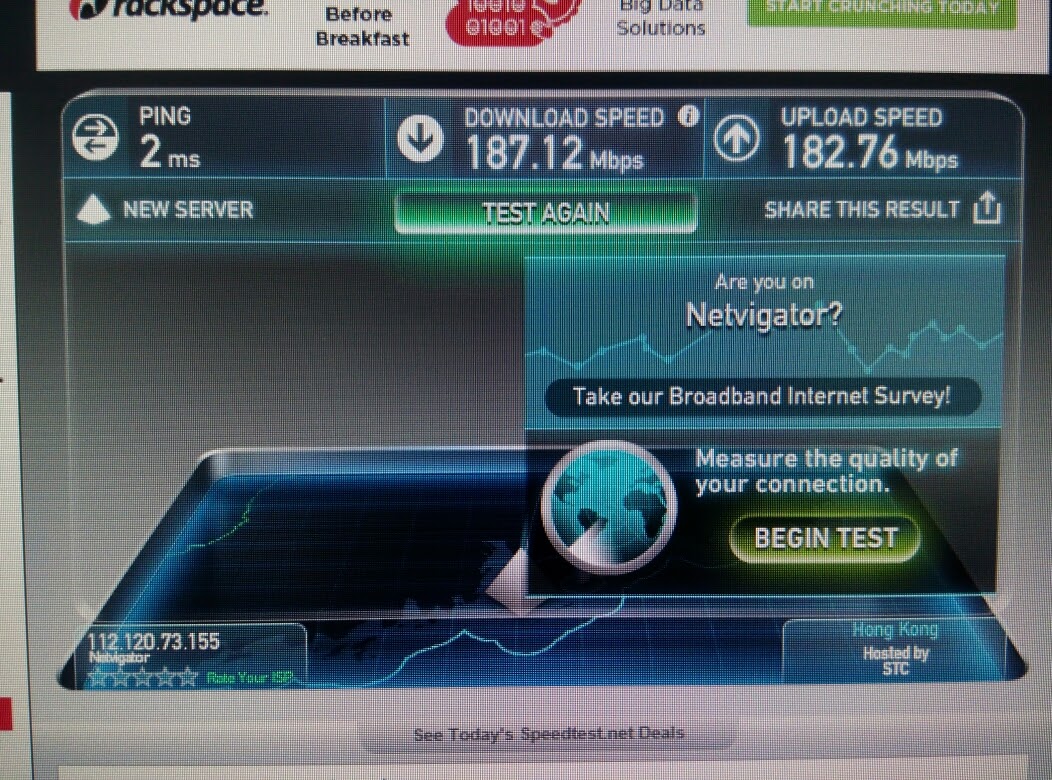 rackspace.
Before
Breakfast
10010
01001
Big Data
Solutions
START CRUNCHING TODAY
PING
2 ms
DOWNLOAD SPEED
187.12 Mbps
UPLOAD SPEED
182.76 Mbps
NEW SERVER
TEST AGAIN
SHARE THIS RESULT
Are you on
Netvigator?
Take our Broadband Internet Survey!
Measure the quality of
your connection.
BEGIN TEST
112.120.73.155
Netvigator
Rate Your ISP
Hong Kong
Hosted by
STC
See Today's Speedtest.net Deals